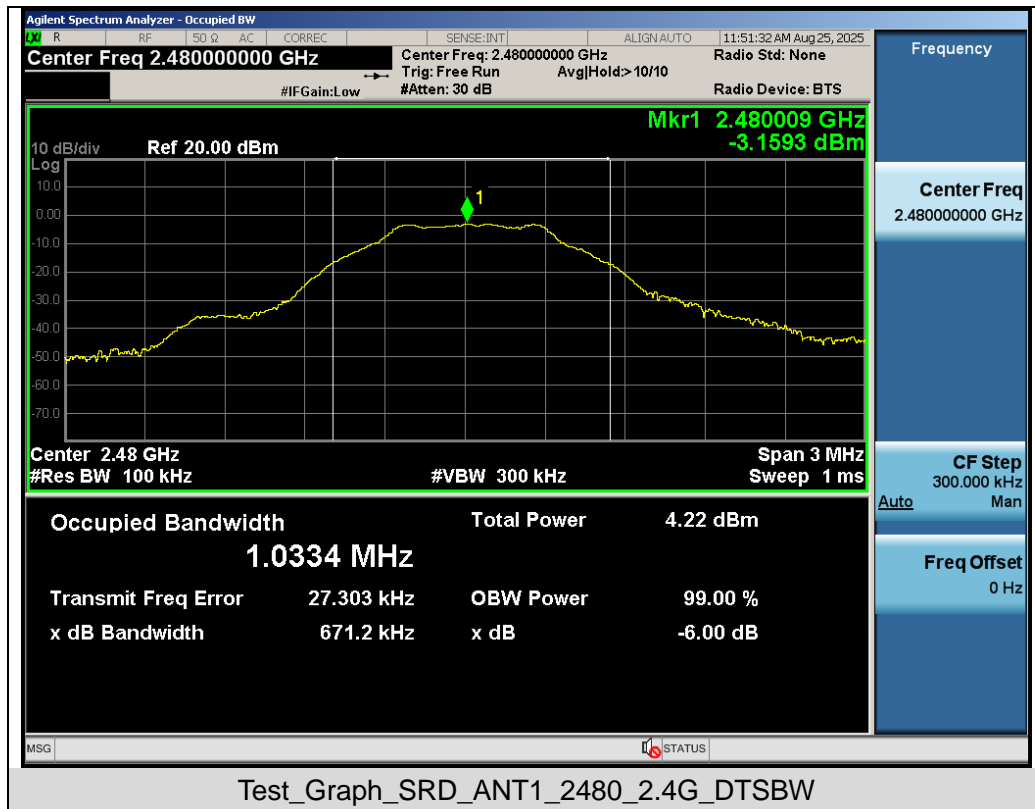 Agilent Spectrum Analyzer - Occupied BW
LXI R RF 50 Ω AC CORREC SENSE:INT ALIGN AUTO 11:51:32 AM Aug 25, 2025
Center Freq 2.480000000 GHz
Center Freq: 2.480000000 GHz
Radio Std: None
Trig: Free Run Avg|Hold:> 10/10
#IFGain:Low
#Atten: 30 dB
Radio Device: BTS
Frequency
Mkr1 2.480009 GHz
-3.1593 dBm
10 dB/div Ref 20.00 dBm
Log
10.0
0.00
-10.0
-20.0
-30.0
-40.0
-50.0
-60.0
-70.0
1
Center 2.48 GHz Span 3 MHz
#Res BW 100 kHz #VBW 300 kHz Sweep 1 ms
Center Freq
2.480000000 GHz
CF Step
300.000 kHz
Auto Man
Freq Offset
0 Hz
Occupied Bandwidth Total Power 4.22 dBm
1.0334 MHz
Transmit Freq Error 27.303 kHz OBW Power 99.00 %
x dB Bandwidth 671.2 kHz x dB -6.00 dB
MSG STATUS
Test_Graph_SRD_ANT1_2480_2.4G_DTSBW